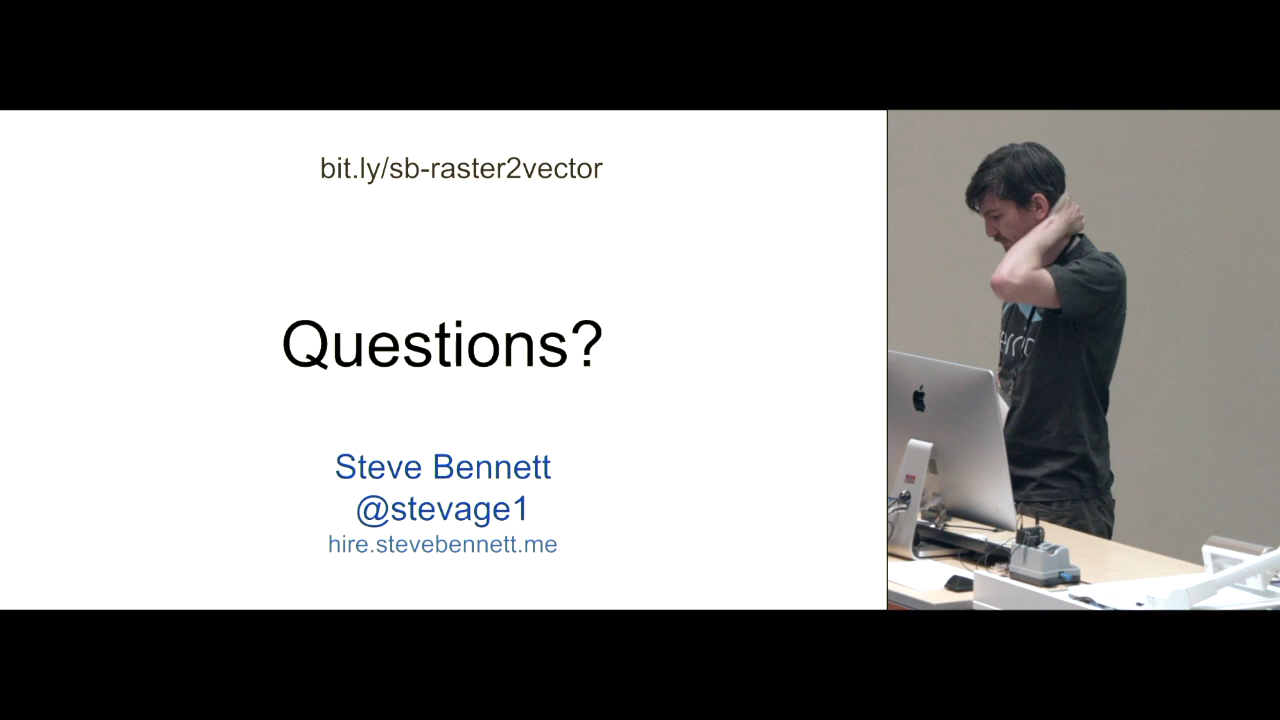 bit.ly/sb-raster2vector
Questions?
Steve Bennett
@stevage1
hire.stevebennett.me